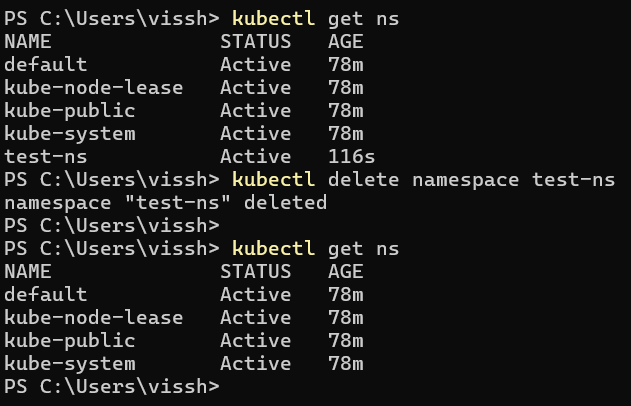 PS C:\Users\vissh> kubectl get ns
NAME              STATUS   AGE
default           Active   78m
kube-node-lease   Active   78m
kube-public       Active   78m
kube-system       Active   78m
test-ns           Active   116s
PS C:\Users\vissh> kubectl delete namespace test-ns
namespace "test-ns" deleted
PS C:\Users\vissh>
PS C:\Users\vissh> kubectl get ns
NAME              STATUS   AGE
default           Active   78m
kube-node-lease   Active   78m
kube-public       Active   78m
kube-system       Active   78m
PS C:\Users\vissh>